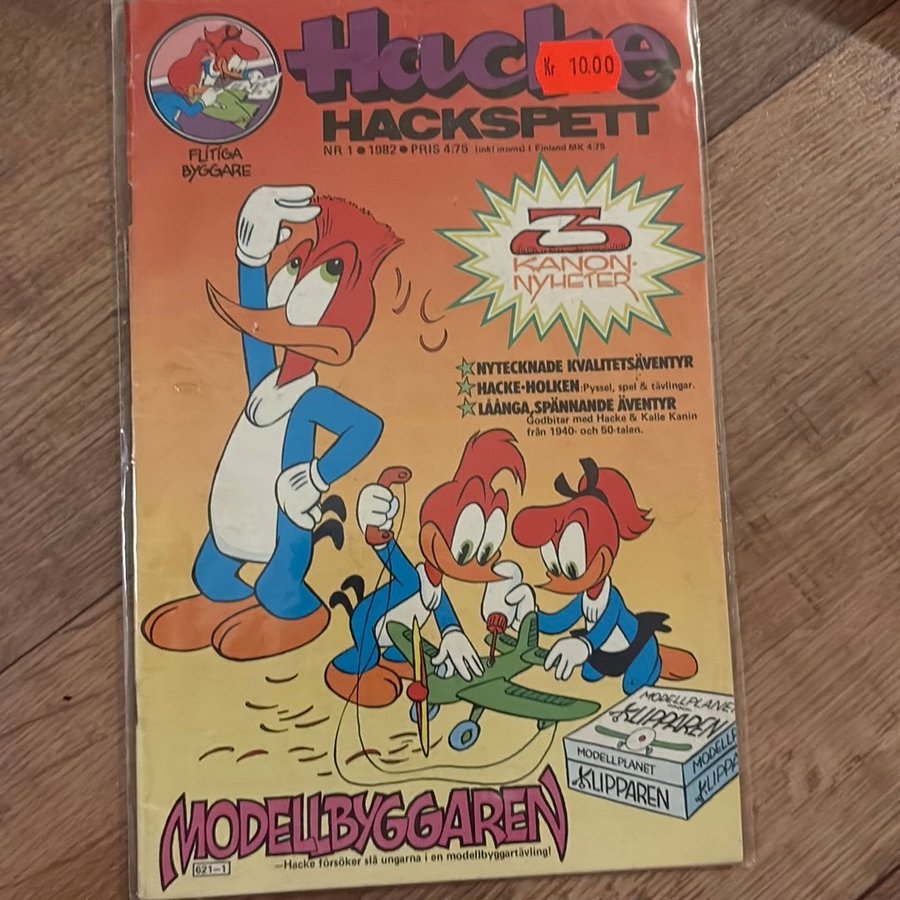 Hacke
Kr 10.00
HACKSPETT
NR 1 ● 1982 ● PRIS 4:75 (inkl moms) i Finland MK 4:75
FLITIGA
BYGGARE
3
KANON-
NYHETER
NYTECKNADE KVALITETSÄVENTYR
HACKE-HOLKEN: Pyssel, spel & tävlingar.
LÅÅNGA, SPÄNNANDE ÄVENTYR
Godbitar med Hacke & Kalle Kanin
från 1940- och 50-talen.
MODELLPLANET
KLIPPAREN
MODELLPLANET
KLIPPAREN
MODELLP
KLIPPA
MODELLBYGGAREN
—Hacke försöker slå ungarna i en modellbyggartävling!
621—1